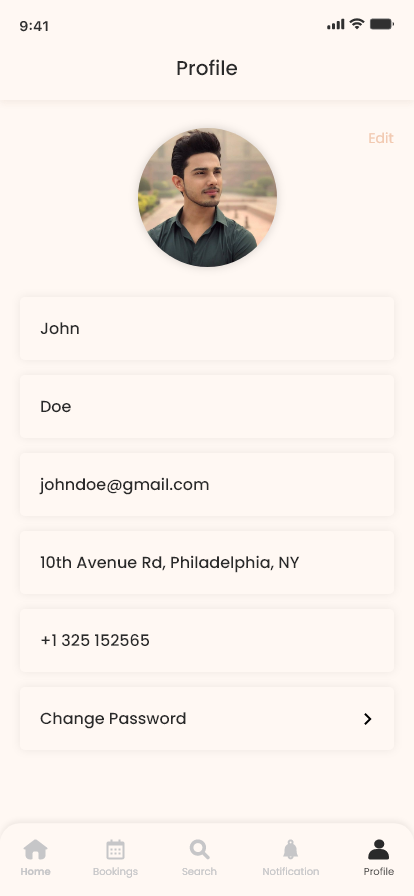 9:41
Profile
Edit
John
Doe
johndoe@gmail.com
10th Avenue Rd, Philadelphia, NY
+1 325 152565
Change Password
Home
Bookings
Search
Notification
Profile